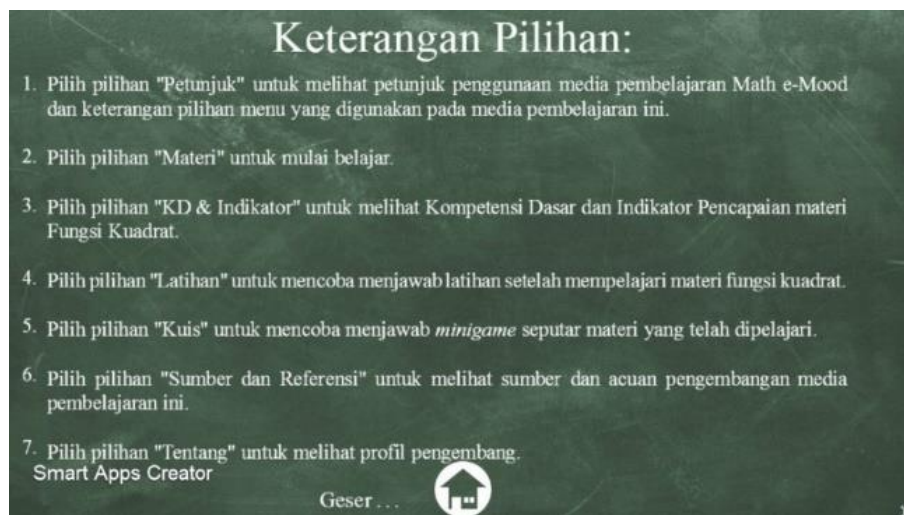 Keterangan Pilihan:
1. Pilih pilihan "Petunjuk" untuk melihat petunjuk penggunaan media pembelajaran Math e-Mood
dan keterangan pilihan menu yang digunakan pada media pembelajaran ini.
2. Pilih pilihan "Materi" untuk mulai belajar.
3. Pilih pilihan "KD & Indikator" untuk melihat Kompetensi Dasar dan Indikator Pencapaian materi
Fungsi Kuadrat.
4. Pilih pilihan "Latihan" untuk mencoba menjawab latihan setelah mempelajari materi fungsi kuadrat.
5. Pilih pilihan "Kuis" untuk mencoba menjawab minigame seputar materi yang telah dipelajari.
6. Pilih pilihan "Sumber dan Referensi" untuk melihat sumber dan acuan pengembangan media
pembelajaran ini.
7. Pilih pilihan "Tentang" untuk melihat profil pengembang.
Smart Apps Creator
Geser . . .